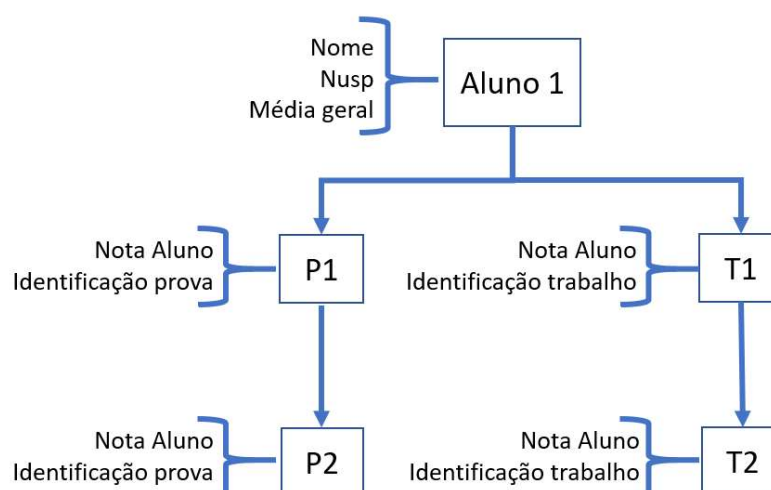 Nome
Nusp
Média geral
Aluno 1
Nota Aluno
Identificação prova
P1
Nota Aluno
Identificação trabalho
T1
Nota Aluno
Identificação prova
P2
Nota Aluno
Identificação trabalho
T2